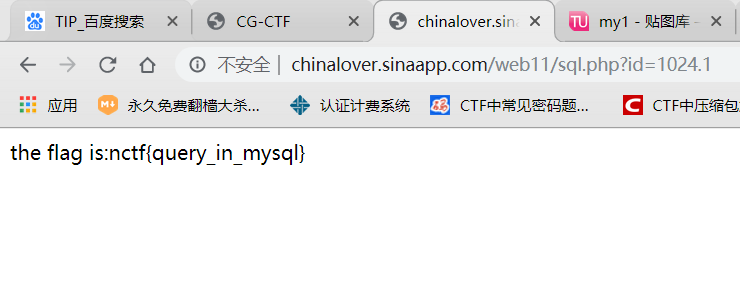 TIP_百度搜索
CG-CTF
chinalover.sin
my1 - 贴图库 -
不安全 | chinalover.sinaapp.com/web11/sql.php?id=1024.1
应用
永久免费翻墙大杀...
认证计费系统
CTF中常见密码题...
CTF中压缩包
the flag is:nctf{query_in_mysql}